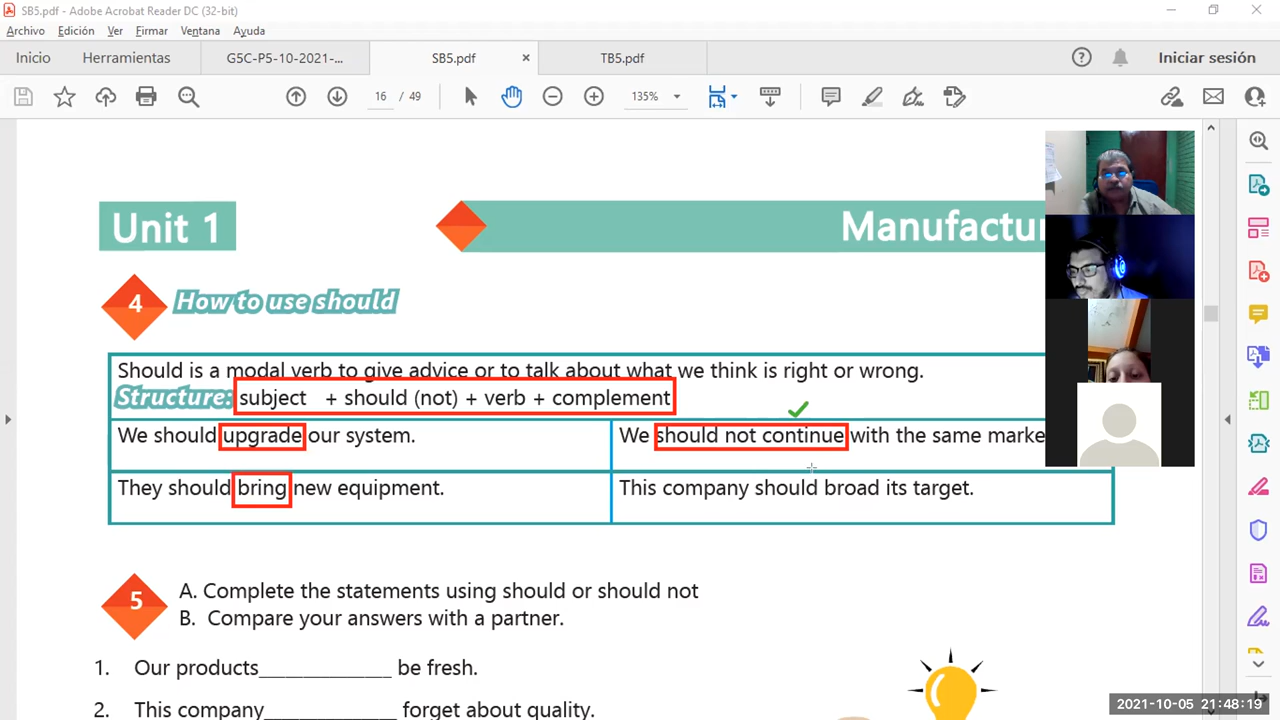 SB5.pdf - Adobe Acrobat Reader DC (32-bit)
Archivo Edición Ver Firmar Ventana Ayuda
Inicio Herramientas G5C-P5-10-2021-... SB5.pdf × TB5.pdf Iniciar sesión
16 / 49 135%
Unit 1 Manufactu
4 How to use should
Should is a modal verb to give advice or to talk about what we think is right or wrong.
Structure: subject + should (not) + verb + complement
We should upgrade our system. We should not continue with the same marke
They should bring new equipment. This company should broad its target.
5 A. Complete the statements using should or should not
B. Compare your answers with a partner.
1. Our products______________ be fresh.
2. This company______________ forget about quality.
2021-10-05 21:48:19